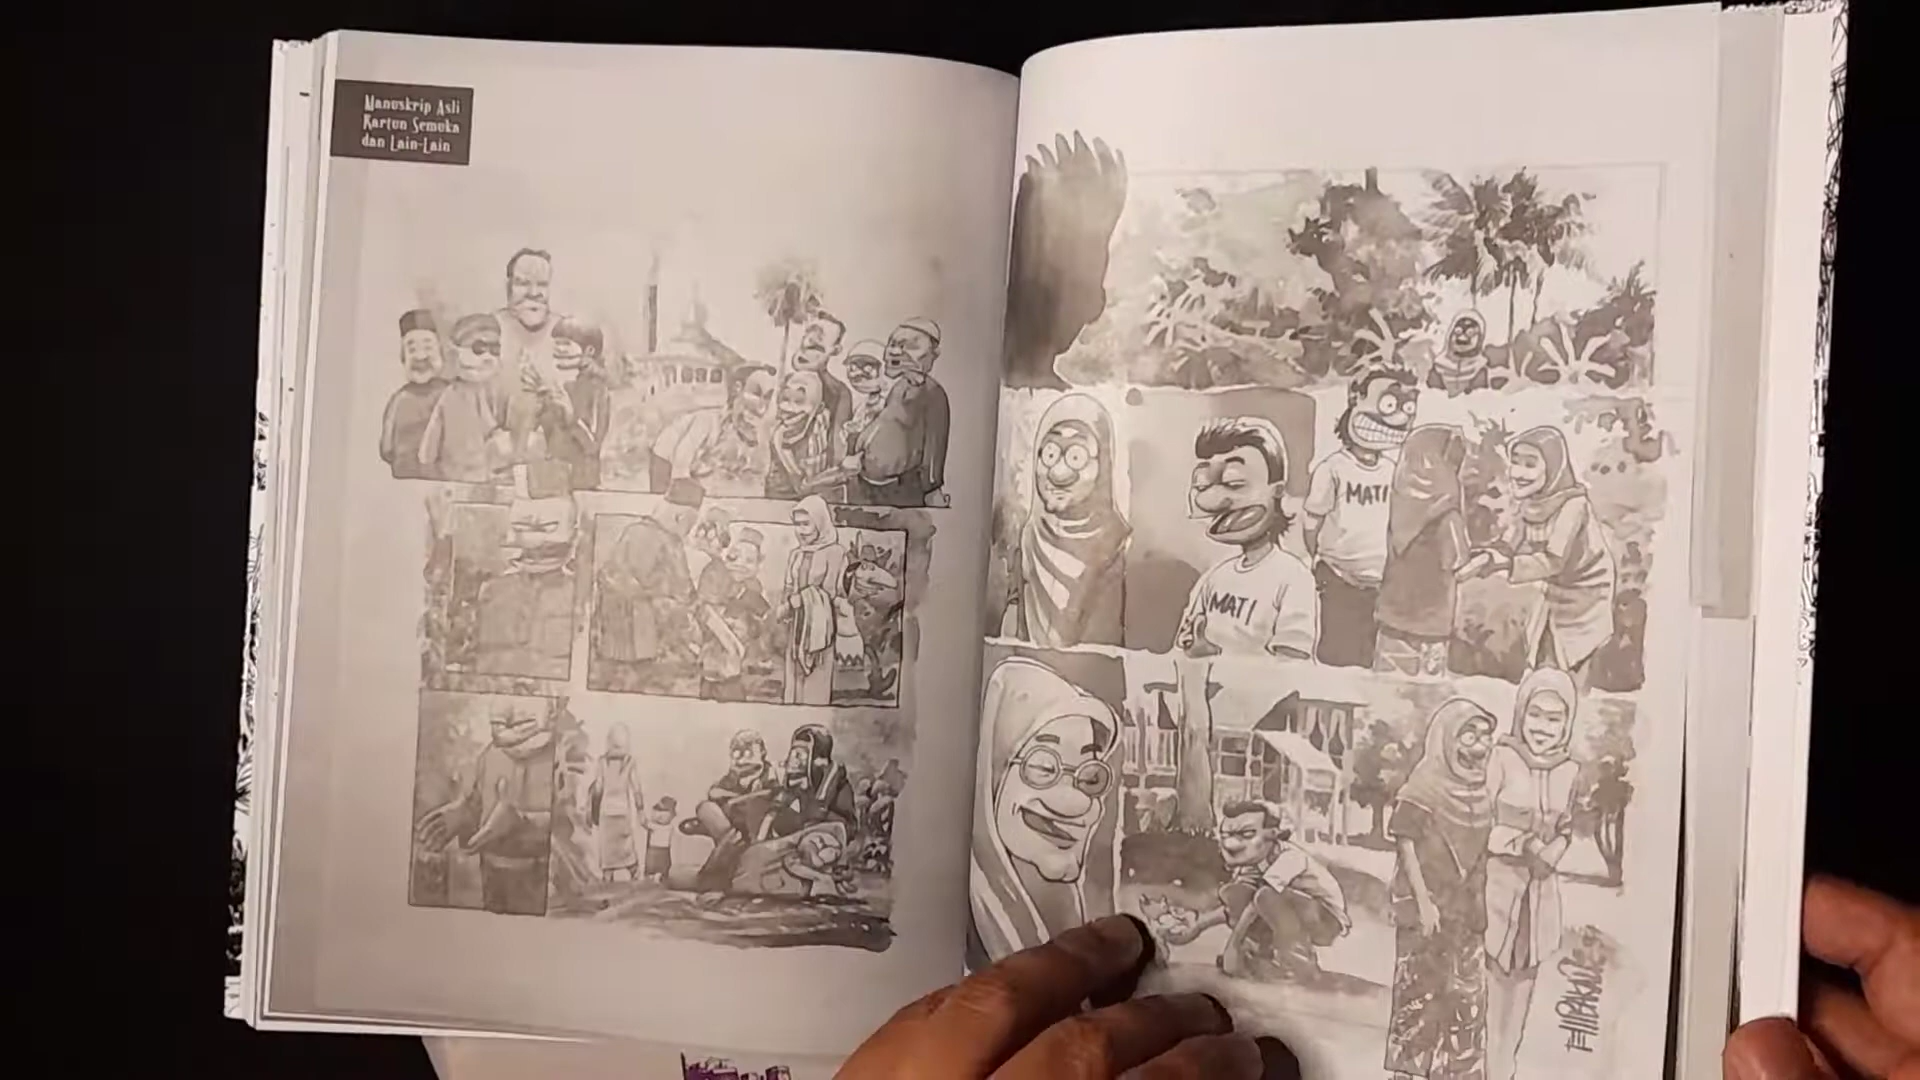 Manuskrip Asli
Kartun Semuka
dan Lain-Lain
MATI
MATI